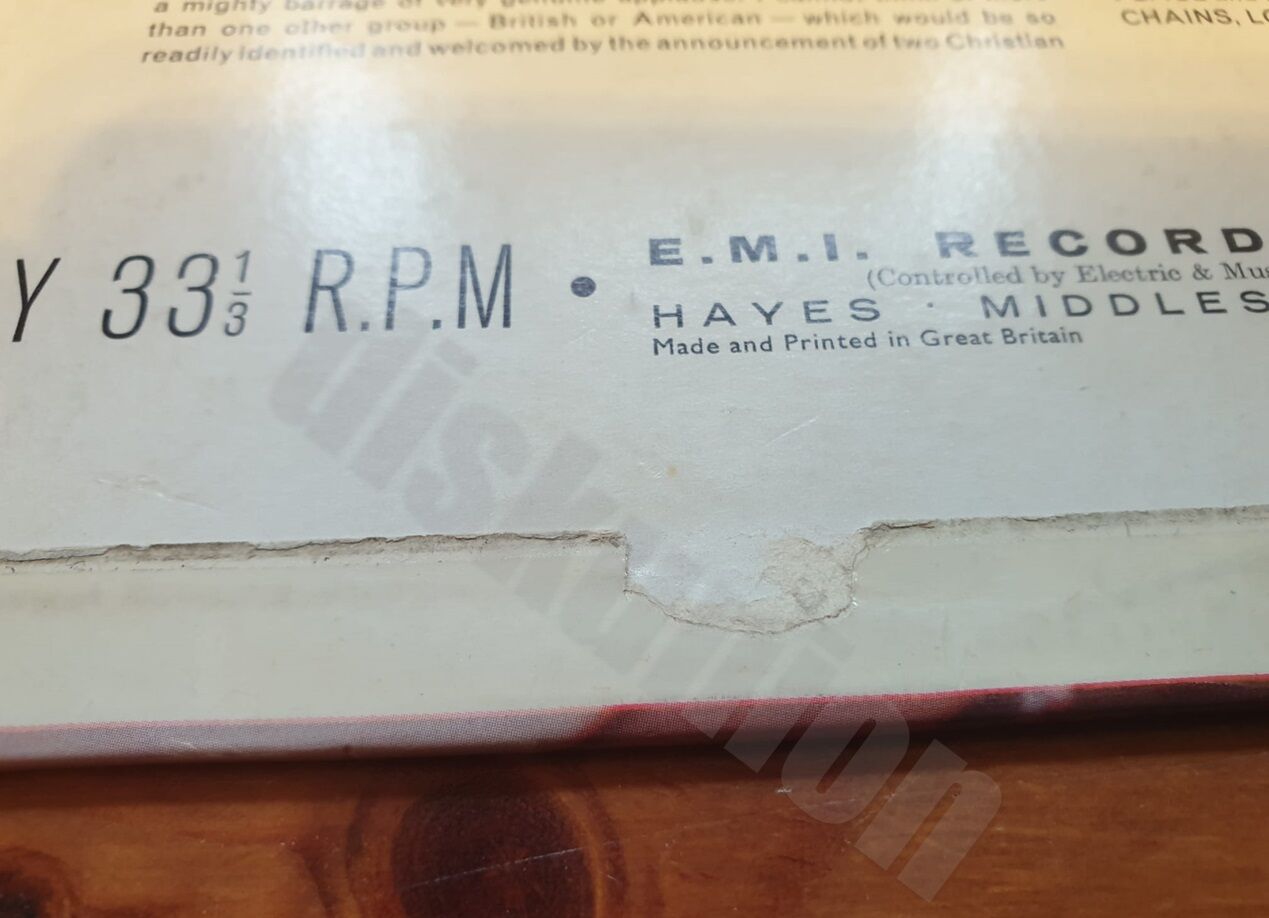 a mighty barrage of very genuine applause. I cannot think of more
than one other group — British or American — which would be so
readily identified and welcomed by the announcement of two Christian
CHAINS, LO
Y 33⅓ R.P.M • E.M.I. RECORD
(Controlled by Electric & Mus
HAYES · MIDDLES
Made and Printed in Great Britain
diskunion